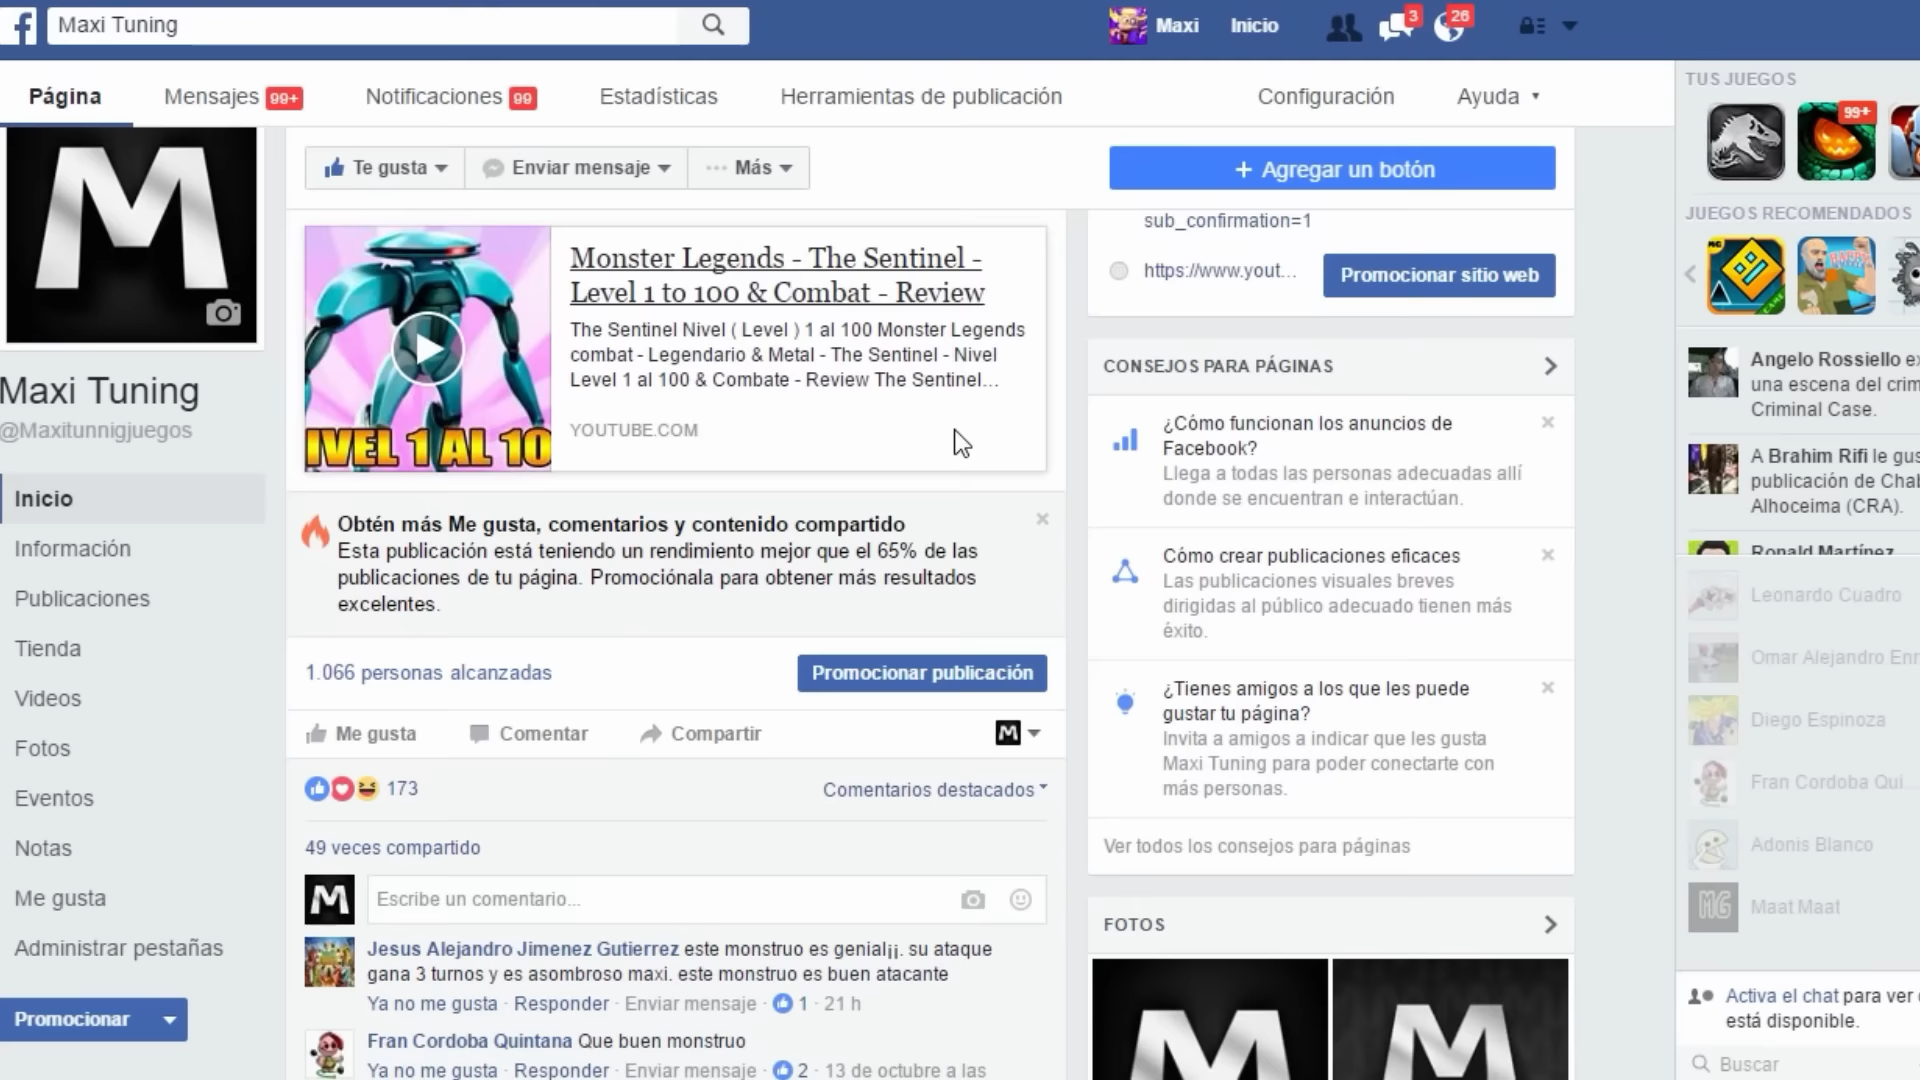 Maxi Tuning
Maxi
Inicio
3
26
Página
Mensajes 99+
Notificaciones 99
Estadísticas
Herramientas de publicación
Configuración
Ayuda
M
Maxi Tuning
@Maxitunnigjuegos
Inicio
Información
Publicaciones
Tienda
Videos
Fotos
Eventos
Notas
Me gusta
Administrar pestañas
Promocionar
Te gusta
Enviar mensaje
Más
Monster Legends - The Sentinel -
Level 1 to 100 & Combat - Review
The Sentinel Nivel ( Level ) 1 al 100 Monster Legends
combat - Legendario & Metal - The Sentinel - Nivel
Level 1 al 100 & Combate - Review The Sentinel...
YOUTUBE.COM
IVEL 1 AL 10
Obtén más Me gusta, comentarios y contenido compartido
Esta publicación está teniendo un rendimiento mejor que el 65% de las
publicaciones de tu página. Promociónala para obtener más resultados
excelentes.
1.066 personas alcanzadas
Promocionar publicación
Me gusta
Comentar
Compartir
M
173
Comentarios destacados
49 veces compartido
M
Escribe un comentario...
Jesus Alejandro Jimenez Gutierrez este monstruo es genial¡¡. su ataque
gana 3 turnos y es asombroso maxi. este monstruo es buen atacante
Ya no me gusta · Responder · Enviar mensaje · 1 · 21 h
Fran Cordoba Quintana Que buen monstruo
Ya no me gusta · Responder · Enviar mensaje · 2 · 13 de octubre a las
+ Agregar un botón
sub_confirmation=1
https://www.yout...
Promocionar sitio web
CONSEJOS PARA PÁGINAS
¿Cómo funcionan los anuncios de
Facebook?
Llega a todas las personas adecuadas allí
donde se encuentran e interactúan.
Cómo crear publicaciones eficaces
Las publicaciones visuales breves
dirigidas al público adecuado tienen más
éxito.
¿Tienes amigos a los que les puede
gustar tu página?
Invita a amigos a indicar que les gusta
Maxi Tuning para poder conectarte con
más personas.
Ver todos los consejos para páginas
FOTOS
M
M
TUS JUEGOS
99+
JUEGOS RECOMENDADOS
Angelo Rossiello ex
una escena del crim
Criminal Case.
A Brahim Rifi le gus
publicación de Chab
Alhoceima (CRA).
Ronald Martínez
Leonardo Cuadro
Omar Alejandro Enr
Diego Espinoza
Fran Cordoba Qui...
Adonis Blanco
MG
Maat Maat
Activa el chat para ver
está disponible.
Buscar